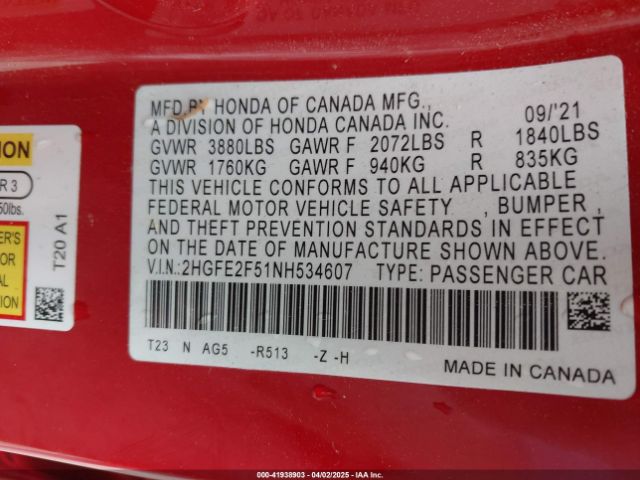 MFD.BY HONDA OF CANADA MFG.,
A DIVISION OF HONDA CANADA INC. 09/'21
GVWR 3880LBS GAWR F 2072LBS R 1840LBS
GVWR 1760KG GAWR F 940KG R 835KG
THIS VEHICLE CONFORMS TO ALL APPLICABLE
FEDERAL MOTOR VEHICLE SAFETY , BUMPER ,
AND THEFT PREVENTION STANDARDS IN EFFECT
ON THE DATE OF MANUFACTURE SHOWN ABOVE.
V.I.N.:2HGFE2F51NH534607 TYPE: PASSENGER CAR
T23 N AG5 -R513 -Z -H
MADE IN CANADA
T20 A1
000-41938903 - 04/02/2025 - IAA Inc.